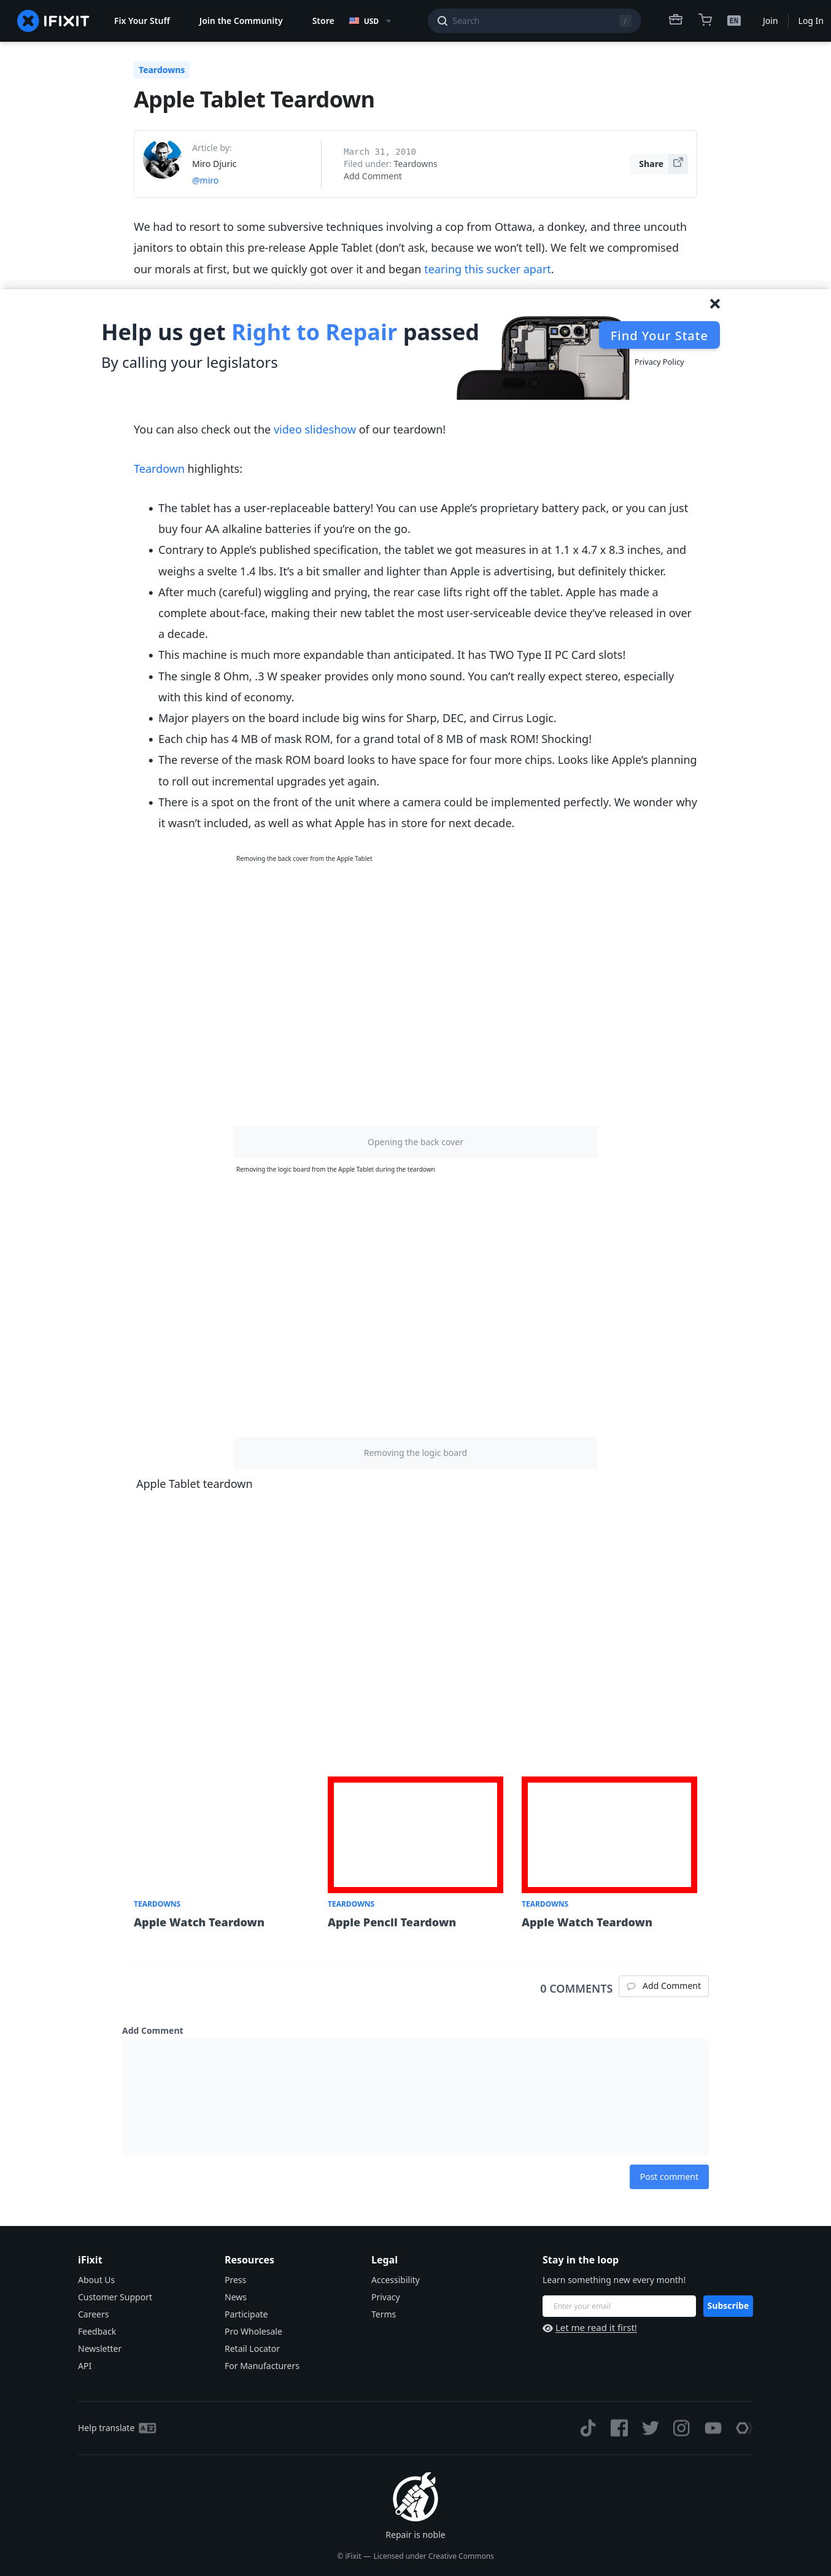 IFIXIT
Fix Your Stuff
Join the Community
Store
USD
Search
/
EN
Join
Log In
Teardowns
Apple Tablet Teardown
Article by:
Miro Djuric
@miro
March 31, 2010
Filed under: Teardowns
Add Comment
Share
We had to resort to some subversive techniques involving a cop from Ottawa, a donkey, and three uncouth
janitors to obtain this pre-release Apple Tablet (don’t ask, because we won’t tell). We felt we compromised
our morals at first, but we quickly got over it and began tearing this sucker apart.
Help us get Right to Repair passed
By calling your legislators
Find Your State
Privacy Policy
You can also check out the video slideshow of our teardown!
Teardown highlights:
The tablet has a user-replaceable battery! You can use Apple’s proprietary battery pack, or you can just
buy four AA alkaline batteries if you’re on the go.
Contrary to Apple’s published specification, the tablet we got measures in at 1.1 x 4.7 x 8.3 inches, and
weighs a svelte 1.4 lbs. It’s a bit smaller and lighter than Apple is advertising, but definitely thicker.
After much (careful) wiggling and prying, the rear case lifts right off the tablet. Apple has made a
complete about-face, making their new tablet the most user-serviceable device they’ve released in over
a decade.
This machine is much more expandable than anticipated. It has TWO Type II PC Card slots!
The single 8 Ohm, .3 W speaker provides only mono sound. You can’t really expect stereo, especially
with this kind of economy.
Major players on the board include big wins for Sharp, DEC, and Cirrus Logic.
Each chip has 4 MB of mask ROM, for a grand total of 8 MB of mask ROM! Shocking!
The reverse of the mask ROM board looks to have space for four more chips. Looks like Apple’s planning
to roll out incremental upgrades yet again.
There is a spot on the front of the unit where a camera could be implemented perfectly. We wonder why
it wasn’t included, as well as what Apple has in store for next decade.
Removing the back cover from the Apple Tablet
Opening the back cover
Removing the logic board from the Apple Tablet during the teardown
Removing the logic board
Apple Tablet teardown
TEARDOWNS
Apple Watch Teardown
TEARDOWNS
Apple Pencil Teardown
TEARDOWNS
Apple Watch Teardown
0 COMMENTS
Add Comment
Add Comment
Post comment
iFixit
About Us
Customer Support
Careers
Feedback
Newsletter
API
Resources
Press
News
Participate
Pro Wholesale
Retail Locator
For Manufacturers
Legal
Accessibility
Privacy
Terms
Stay in the loop
Learn something new every month!
Enter your email
Subscribe
Let me read it first!
Help translate
Repair is noble
© iFixit — Licensed under Creative Commons